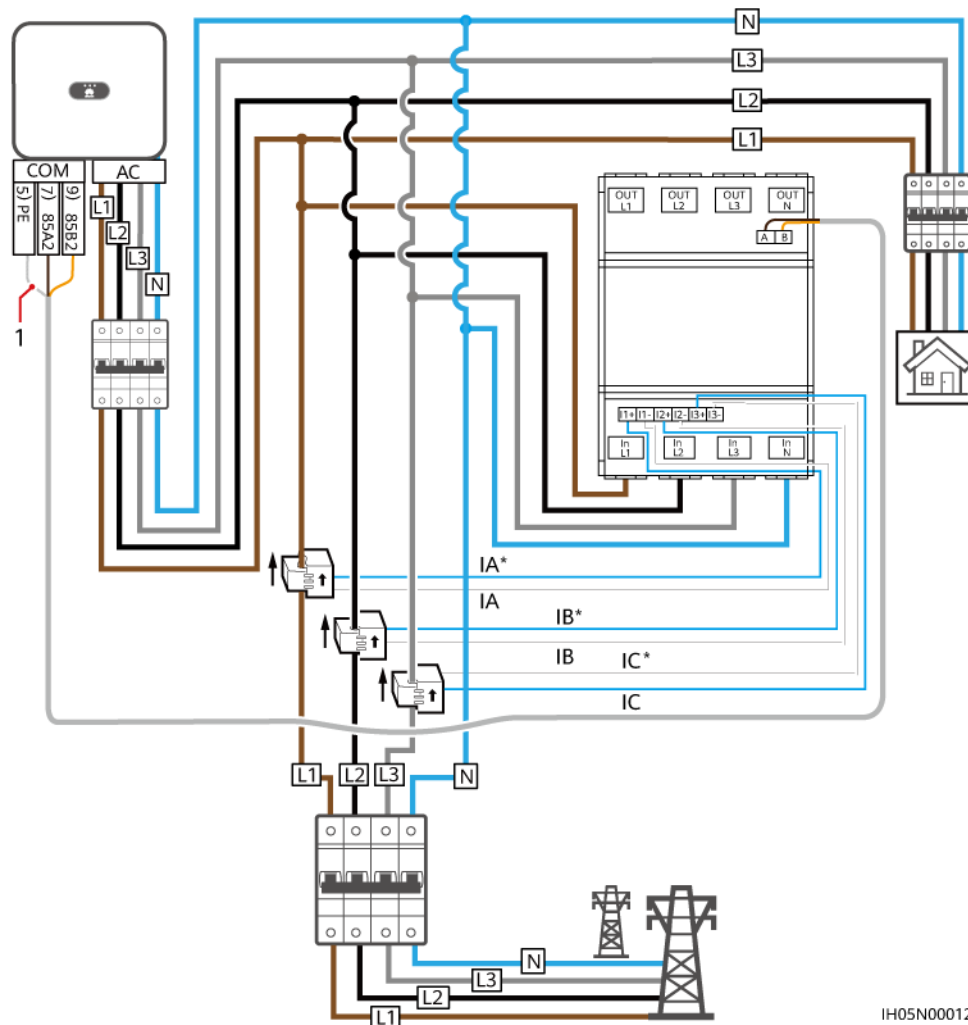 N
L3
L2
L1
COM
AC
5) PE
7) 85A2
9) 85B2
L1
L2
L3
N
1
OUT L1
OUT L2
OUT L3
OUT N
A B
I1+ I1- I2+ I2- I3+ I3-
In L1
In L2
In L3
In N
IA*
IA
IB*
IB
IC*
IC
L1 L2 L3 N
N
L3
L2
L1
IH05N00012